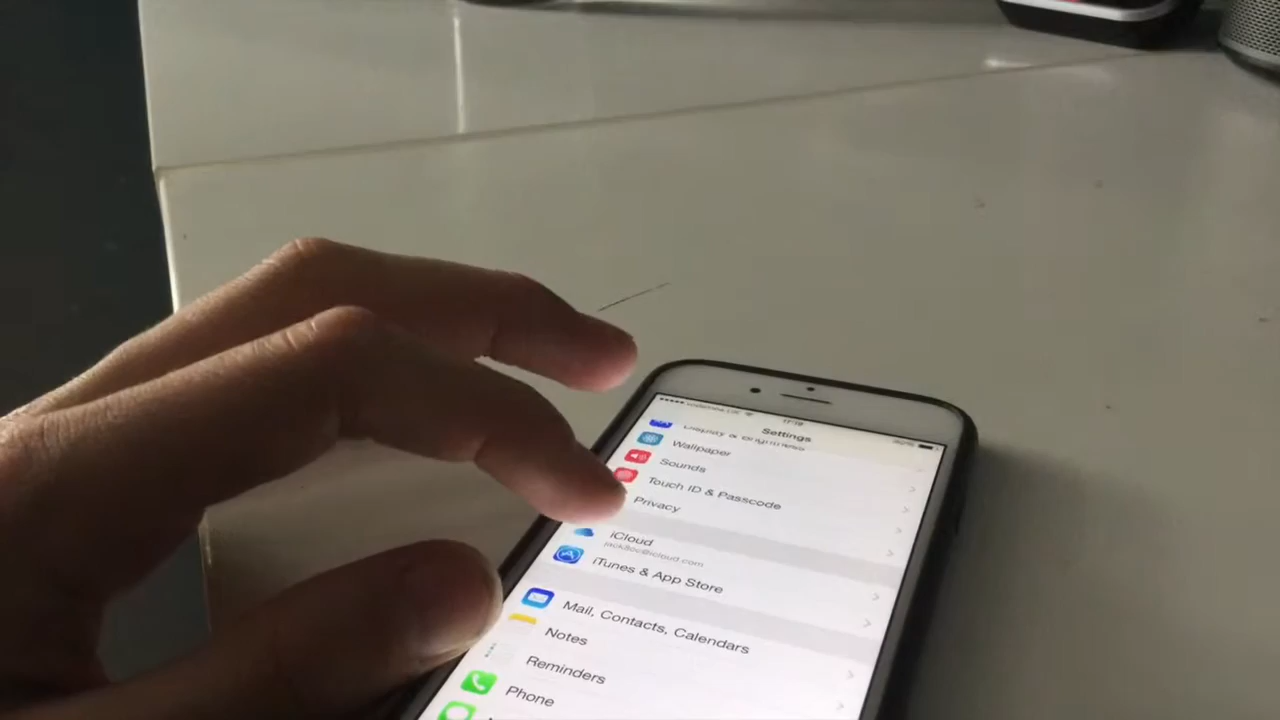 Settings
Wallpaper
Sounds
Touch ID & Passcode
Privacy
iCloud
iTunes & App Store
Mail, Contacts, Calendars
Notes
Reminders
Phone